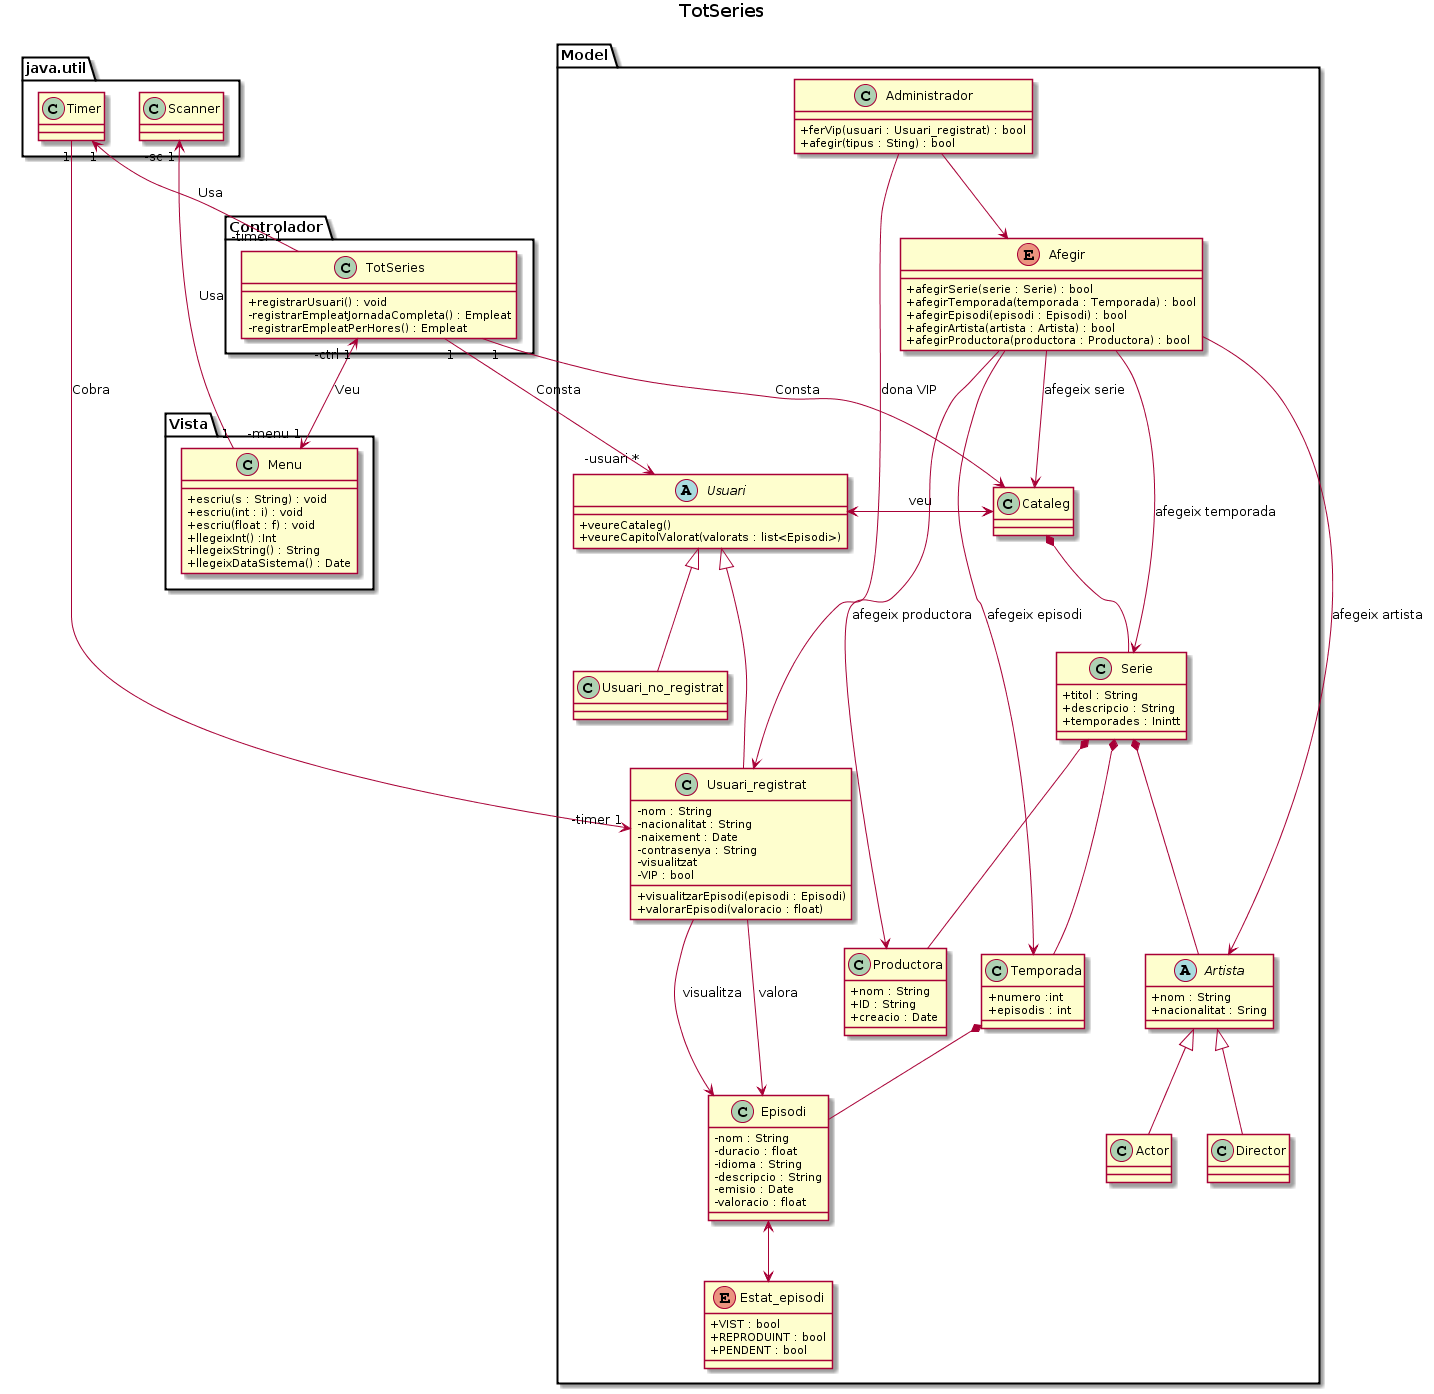 TotSeries
java.util
C Timer
C Scanner
Model
C Administrador
+ferVip(usuari : Usuari_registrat) : bool
+afegir(tipus : Sting) : bool
1
1
-sc 1
Usa
Controlador
-timer 1
C TotSeries
+registrarUsuari() : void
-registrarEmpleatJornadaCompleta() : Empleat
-registrarEmpleatPerHores() : Empleat
E Afegir
+afegirSerie(serie : Serie) : bool
+afegirTemporada(temporada : Temporada) : bool
+afegirEpisodi(episodi : Episodi) : bool
+afegirArtista(artista : Artista) : bool
+afegirProductora(productora : Productora) : bool
Usa
-ctrl 1
1
1
Cobra
Veu
Consta
Consta
dona VIP
afegeix serie
Vista
1
-menu 1
C Menu
+escriu(s : String) : void
+escriu(int : i) : void
+escriu(float : f) : void
+llegeixInt() :Int
+llegeixString() : String
+llegeixDataSistema() : Date
-usuari *
A Usuari
+veureCataleg()
+veureCapitolValorat(valorats : list<Episodi>)
veu
C Cataleg
afegeix temporada
afegeix productora
afegeix episodi
afegeix artista
C Usuari_no_registrat
C Serie
+titol : String
+descripcio : String
+temporades : Inintt
-timer 1
C Usuari_registrat
-nom : String
-nacionalitat : String
-naixement : Date
-contrasenya : String
-visualitzat
-VIP : bool
+visualitzarEpisodi(episodi : Episodi)
+valorarEpisodi(valoracio : float)
visualitza
valora
C Productora
+nom : String
+ID : String
+creacio : Date
C Temporada
+numero :int
+episodis : int
A Artista
+nom : String
+nacionalitat : Sring
C Episodi
-nom : String
-duracio : float
-idioma : String
-descripcio : String
-emisio : Date
-valoracio : float
C Actor
C Director
E Estat_episodi
+VIST : bool
+REPRODUINT : bool
+PENDENT : bool